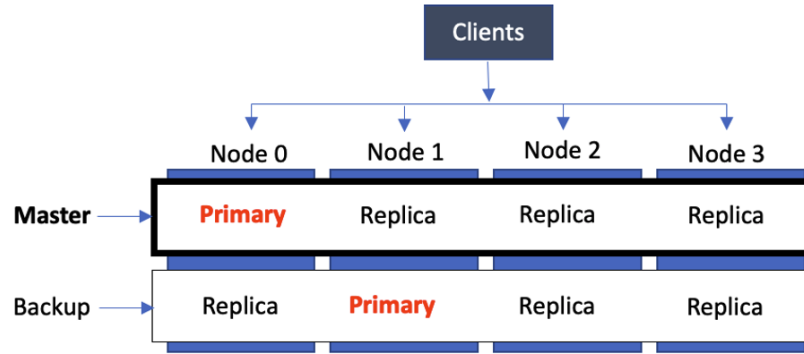 Clients
Node 0 Node 1 Node 2 Node 3
Master Primary Replica Replica Replica
Backup Replica Primary Replica Replica